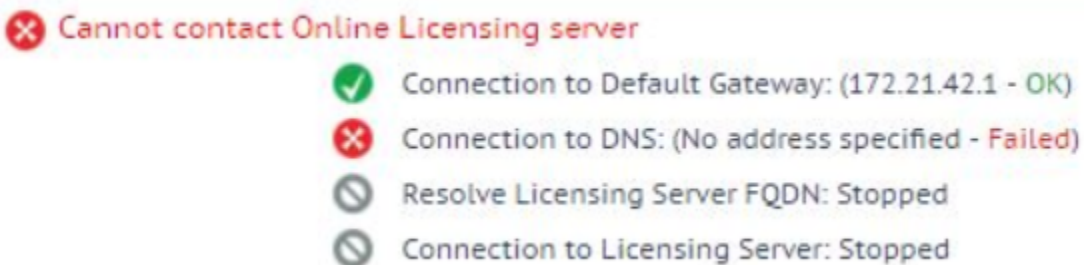 Cannot contact Online Licensing server
Connection to Default Gateway: (172.21.42.1 - OK)
Connection to DNS: (No address specified - Failed)
Resolve Licensing Server FQDN: Stopped
Connection to Licensing Server: Stopped